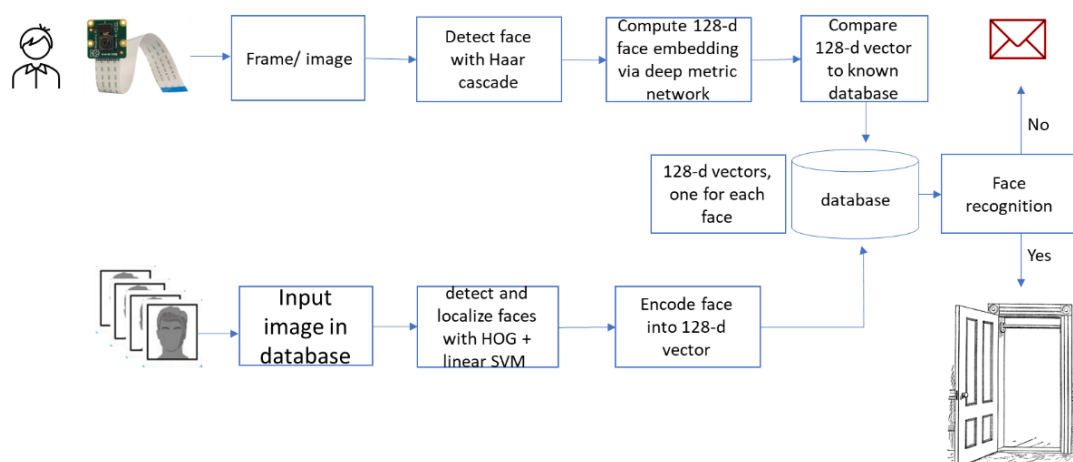 Frame/ image
Detect face
with Haar
cascade
Compute 128-d
face embedding
via deep metric
network
Compare
128-d vector
to known
database
No
128-d vectors,
one for each
face
database
Face
recognition
Yes
Input
image in
database
detect and
localize faces
with HOG +
linear SVM
Encode face
into 128-d
vector